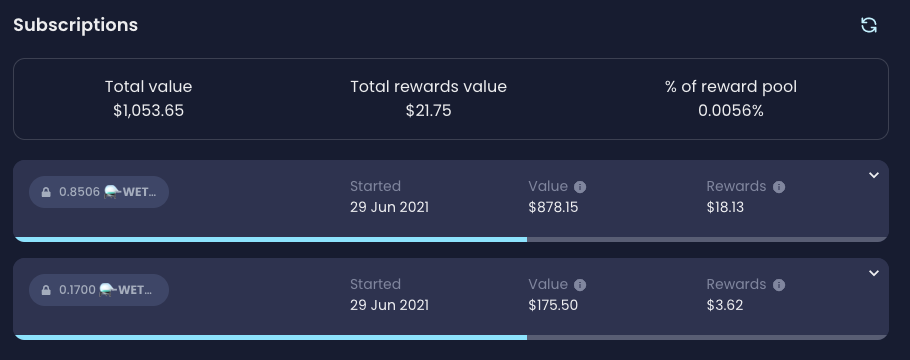 Subscriptions
Total value
$1,053.65
Total rewards value
$21.75
% of reward pool
0.0056%
0.8506 -WET...
Started
29 Jun 2021
Value
$878.15
Rewards
$18.13
0.1700 -WET...
Started
29 Jun 2021
Value
$175.50
Rewards
$3.62